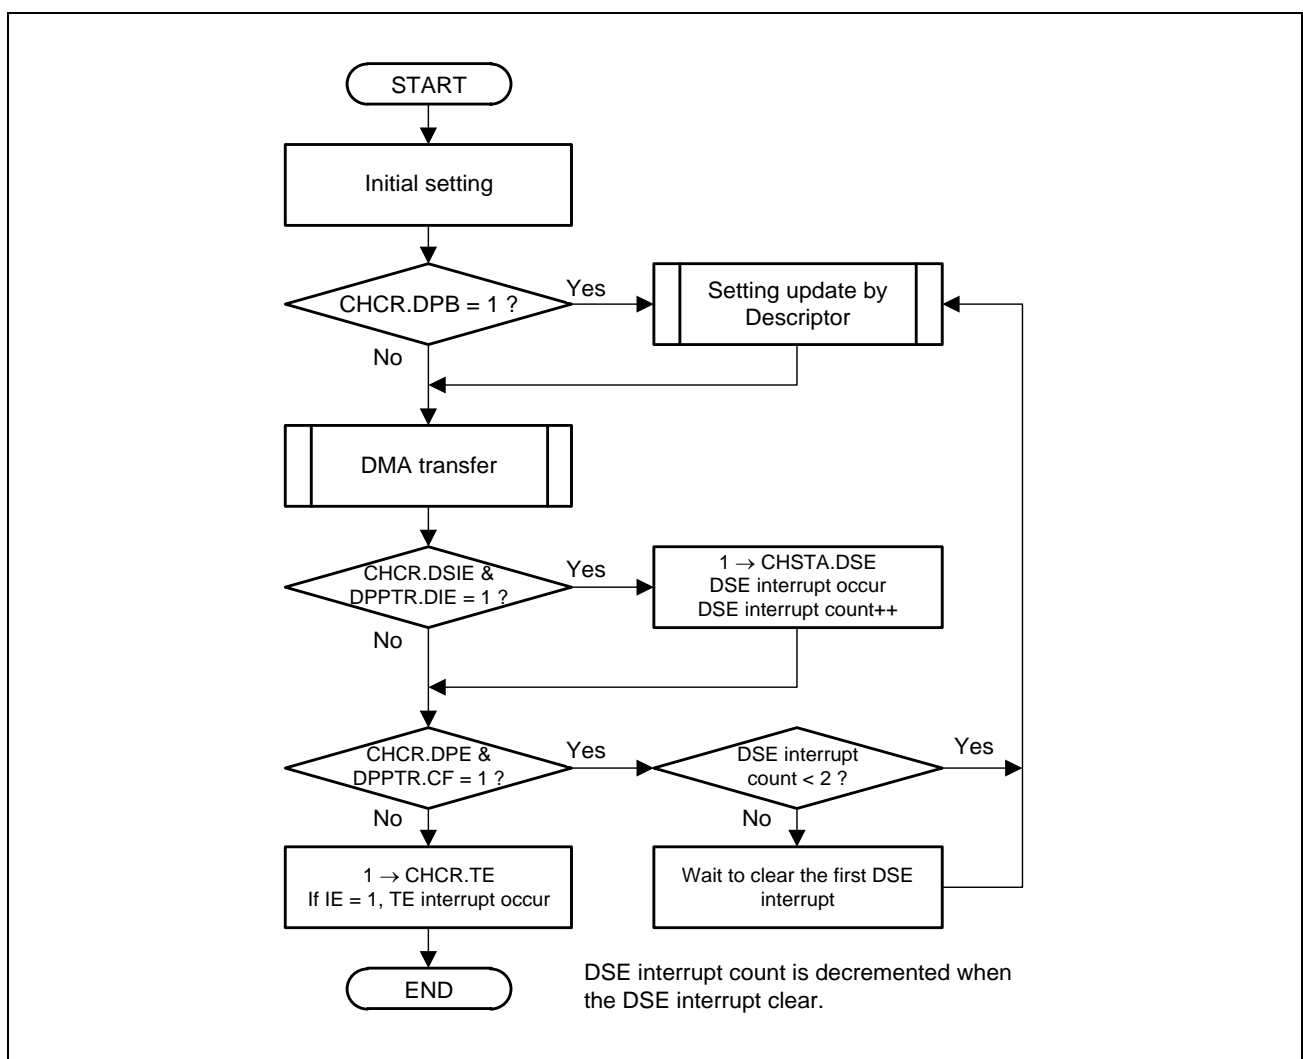 START
Initial setting
CHCR.DPB = 1 ?
Yes
Setting update by
Descriptor
No
DMA transfer
CHCR.DSIE &
DPPTR.DIE = 1 ?
Yes
1 → CHSTA.DSE
DSE interrupt occur
DSE interrupt count++
No
CHCR.DPE &
DPPTR.CF = 1 ?
Yes
DSE interrupt
count < 2 ?
Yes
No
No
1 → CHCR.TE
If IE = 1, TE interrupt occur
Wait to clear the first DSE
interrupt
END
DSE interrupt count is decremented when
the DSE interrupt clear.